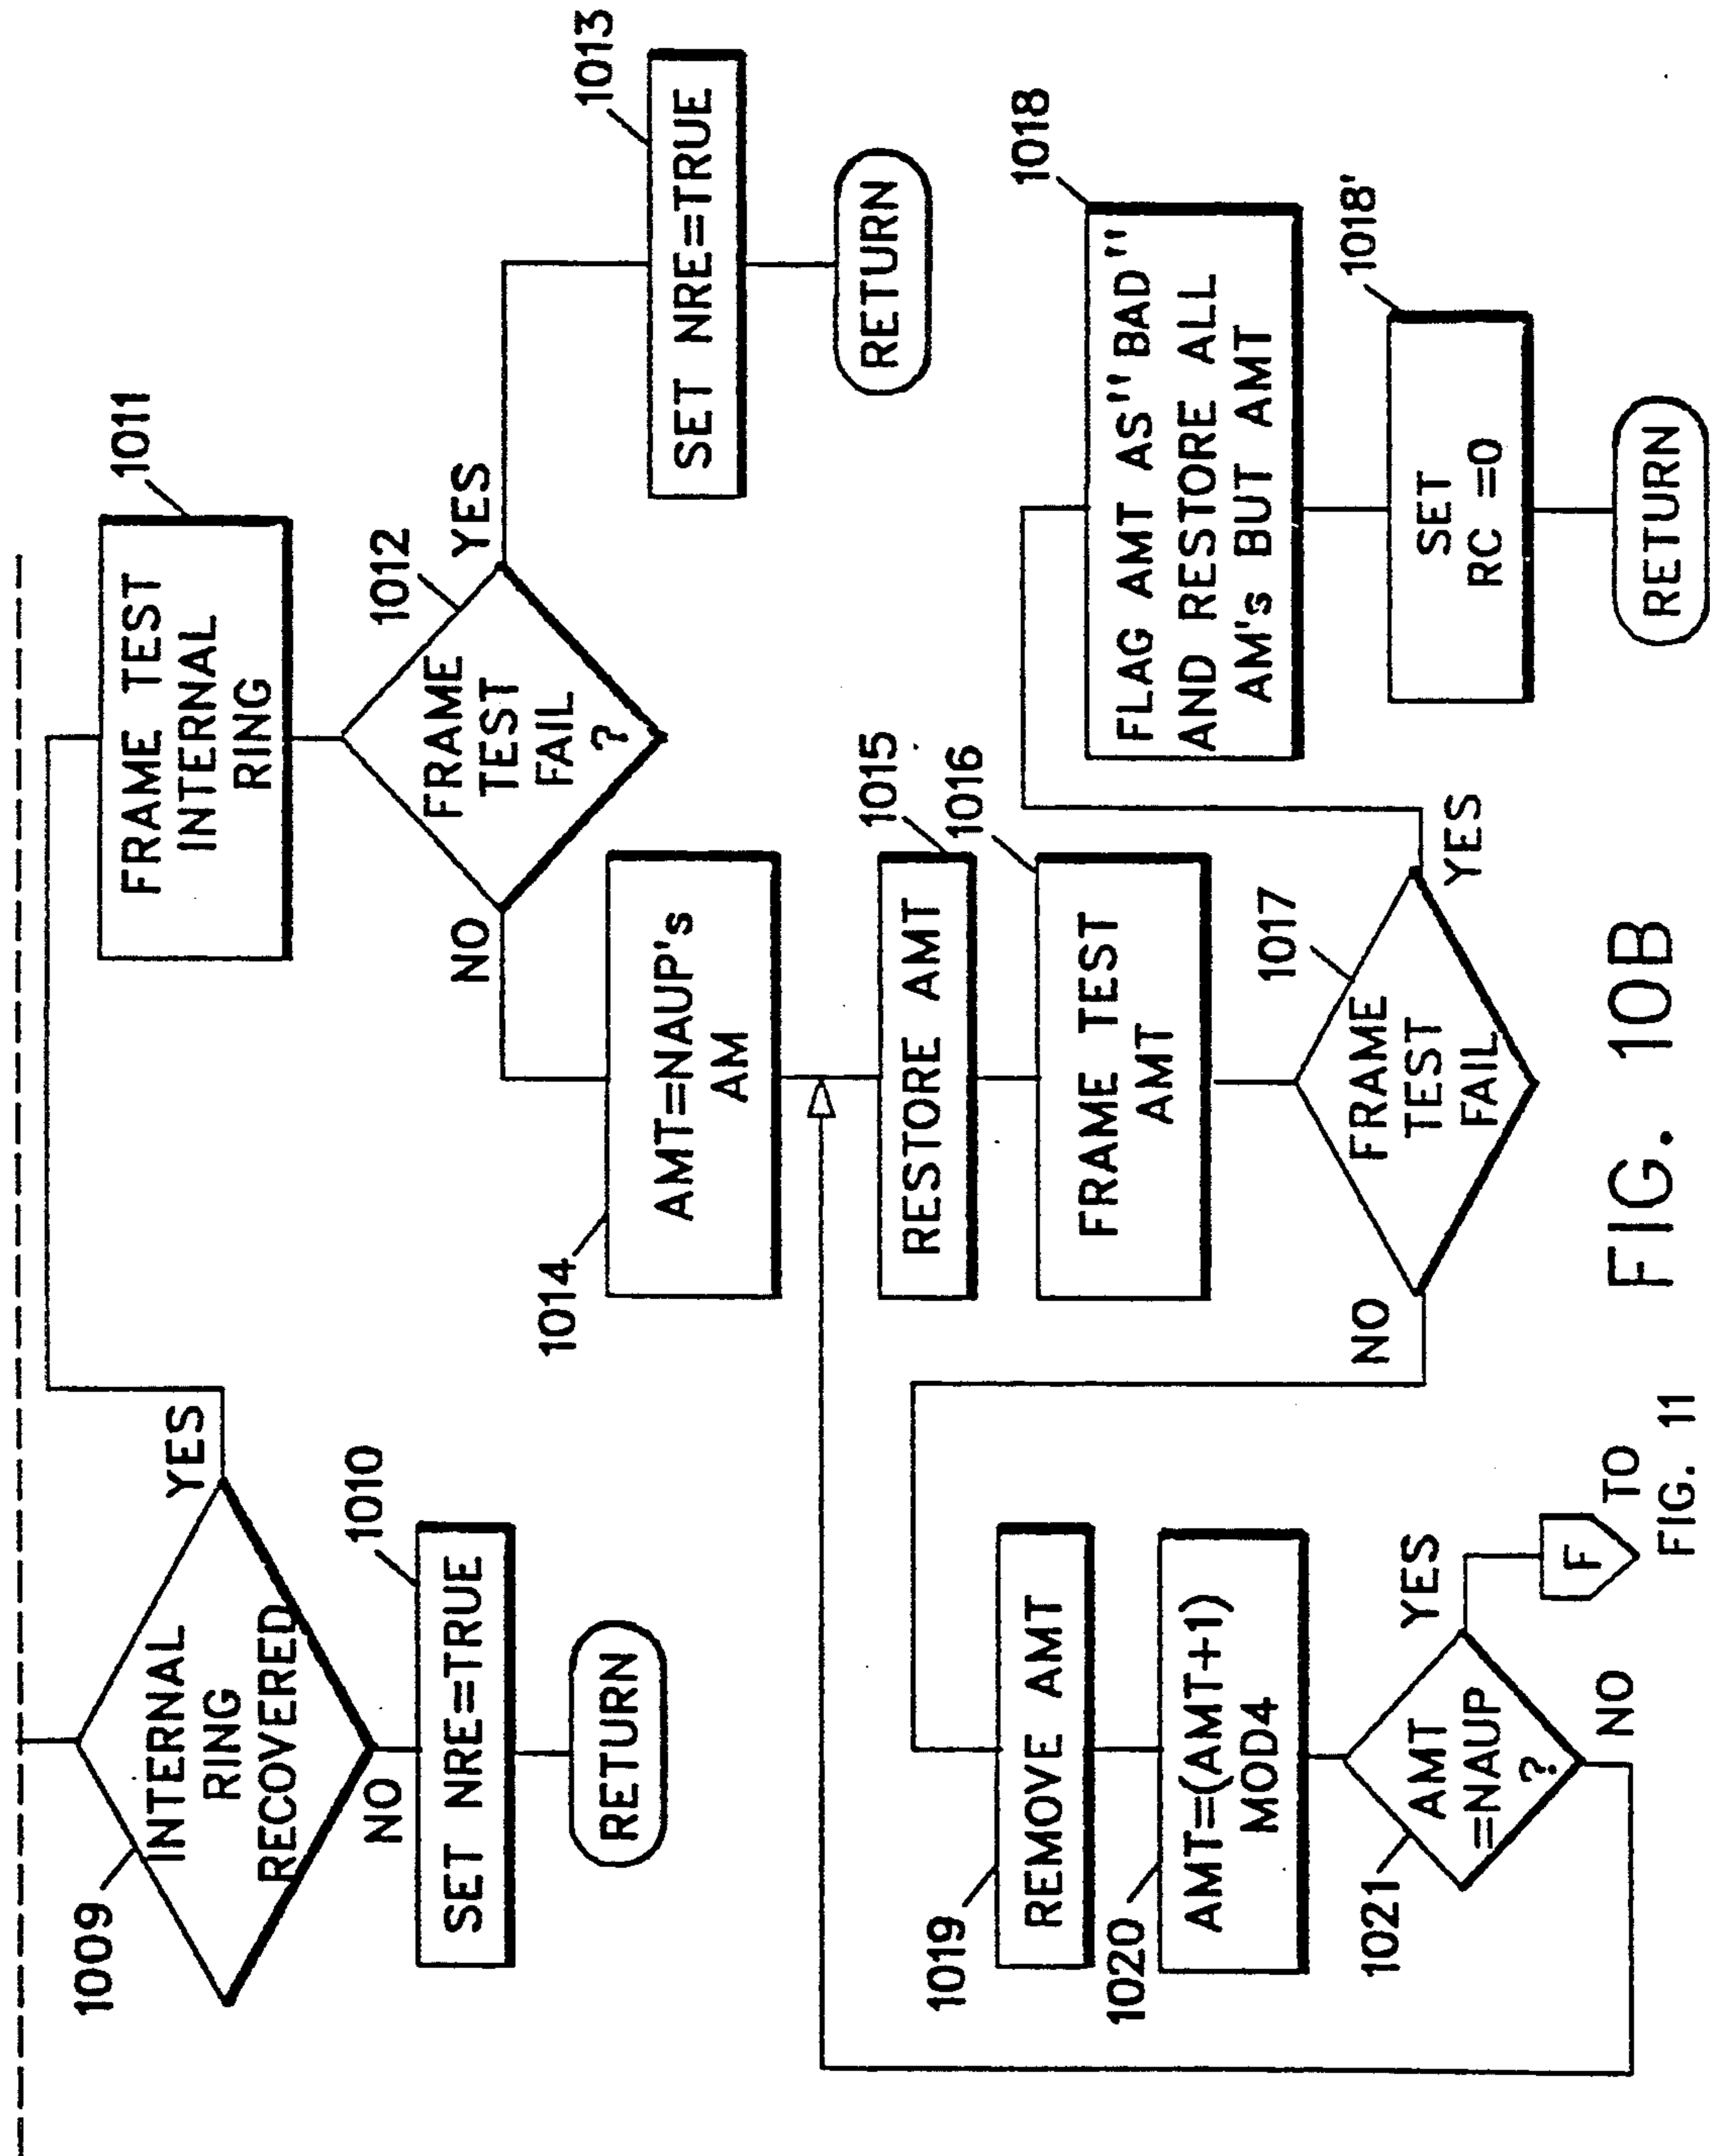 1009
INTERNAL
RING
RECOVERED
YES
NO
1010
SET NRE=TRUE
RETURN
1011
FRAME TEST
INTERNAL
RING
1012
FRAME
TEST
FAIL
?
YES
NO
1013
SET NRE=TRUE
RETURN
1014
AMT=NAUP's
AM
1015
RESTORE AMT
1016
FRAME TEST
AMT
1017
FRAME
TEST
FAIL
YES
NO
1018
FLAG AMT AS"BAD"
AND RESTORE ALL
AM's BUT AMT
1018'
SET
RC =0
RETURN
1019
REMOVE AMT
1020
AMT=(AMT+1)
MOD4
1021
AMT
=NAUP
?
YES
NO
F
TO
FIG. 11
FIG. 10B